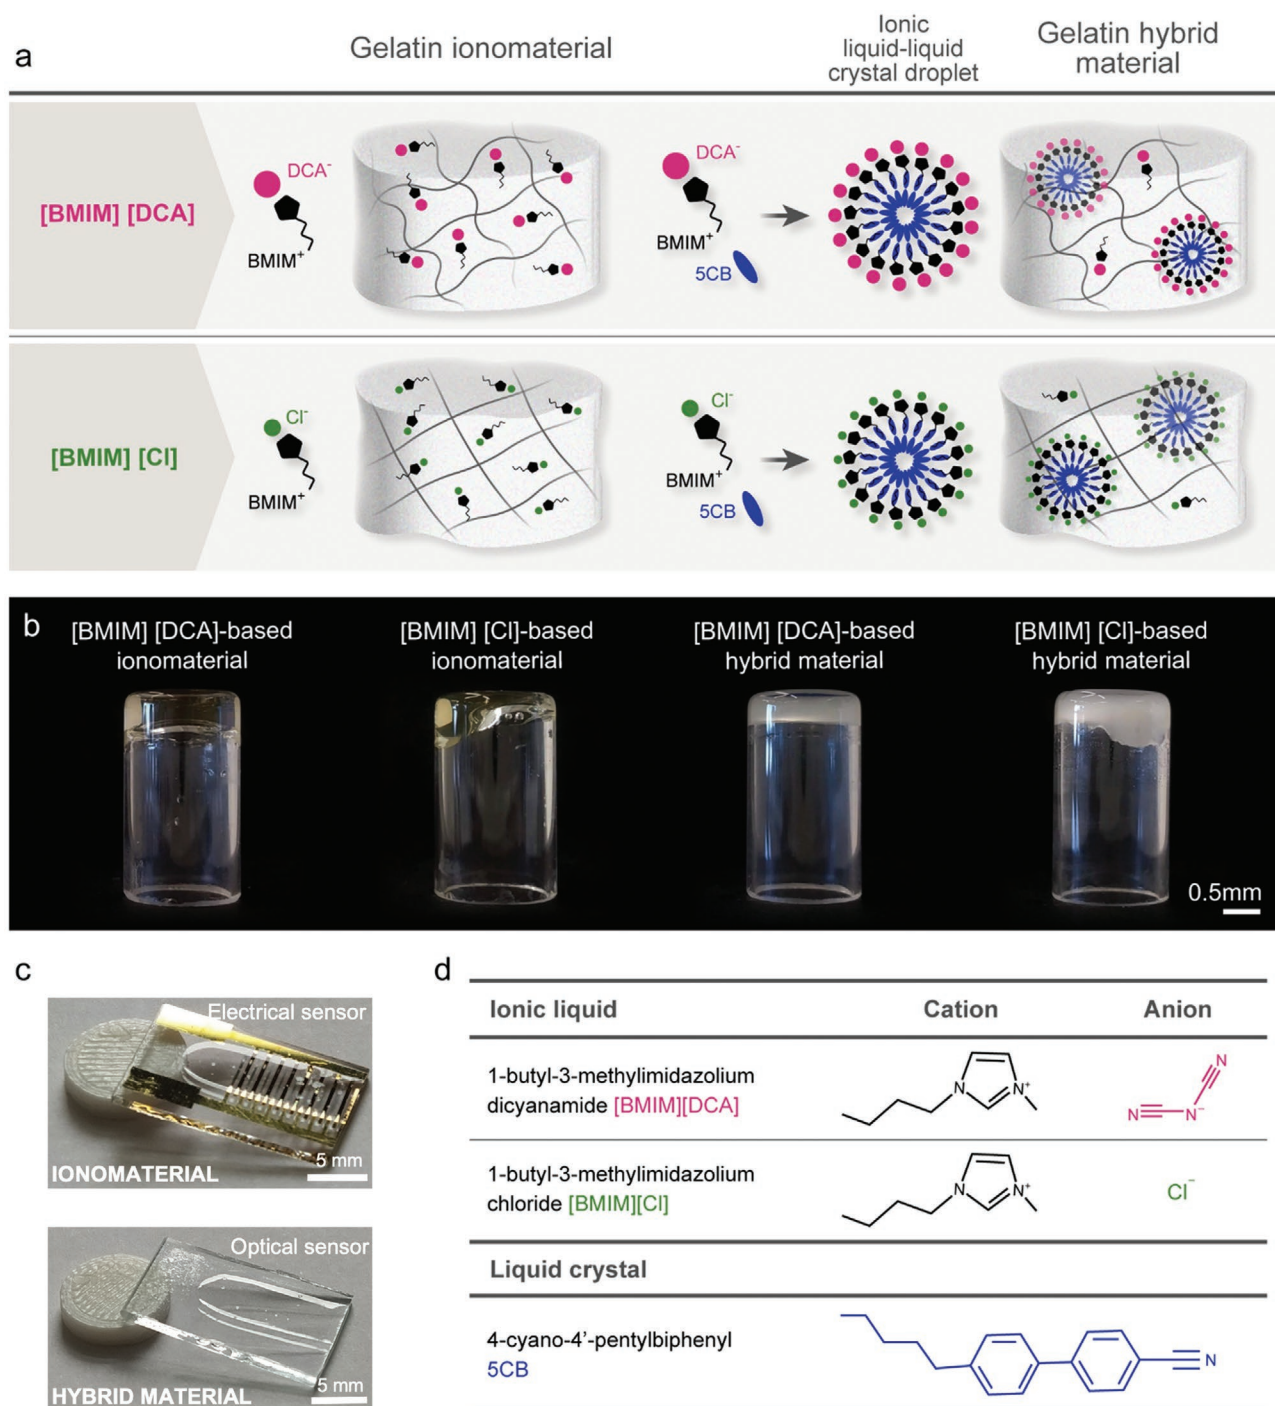 a
Gelatin ionomaterial
Ionic
liquid-liquid
crystal droplet
Gelatin hybrid
material
[BMIM] [DCA]
DCA⁻
BMIM⁺
DCA⁻
BMIM⁺
5CB
[BMIM] [Cl]
Cl⁻
BMIM⁺
Cl⁻
BMIM⁺
5CB
b
[BMIM] [DCA]-based
ionomaterial
[BMIM] [Cl]-based
ionomaterial
[BMIM] [DCA]-based
hybrid material
[BMIM] [Cl]-based
hybrid material
0.5mm
c
Electrical sensor
IONOMATERIAL
5 mm
Optical sensor
HYBRID MATERIAL
5 mm
d
Ionic liquid
Cation
Anion
1-butyl-3-methylimidazolium
dicyanamide [BMIM][DCA]
N
N⁺
N
N
N⁻
1-butyl-3-methylimidazolium
chloride [BMIM][Cl]
N
N⁺
Cl⁻
Liquid crystal
4-cyano-4'-pentylbiphenyl
5CB
N